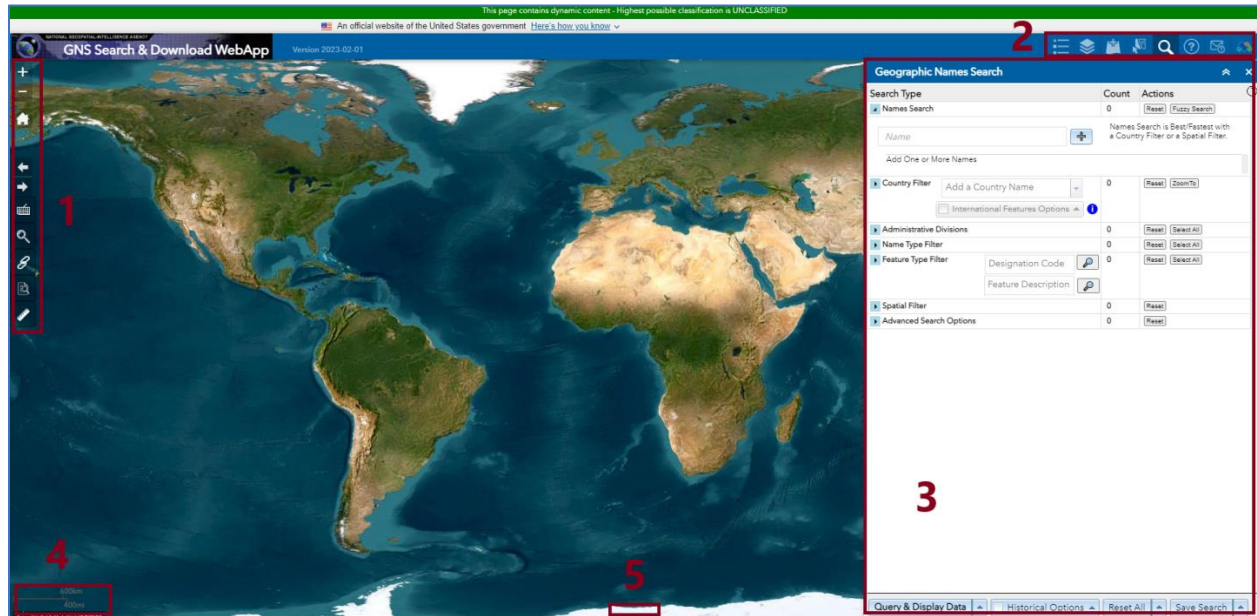 This page contains dynamic content - Highest possible classification is UNCLASSIFIED
An official website of the United States government Here's how you know
2
NATIONAL GEOSPATIAL-INTELLIGENCE AGENCY
GNS Search & Download WebApp Version 2023-02-01
Geographic Names Search
Search Type Count Actions
Names Search 0 Reset Fuzzy Search
Name
Names Search is Best/Fastest with
a Country Filter or a Spatial Filter.
Add One or More Names
Country Filter Add a Country Name 0 Reset ZoomTo
International Features Options
Administrative Divisions 0 Reset Select All
Name Type Filter 0 Reset Select All
Feature Type Filter Designation Code 0 Reset Select All
Feature Description
Spatial Filter 0 Reset
Advanced Search Options 0 Reset
1
3
4
5
600km
400mi
Query & Display Data Historical Options Reset All Save Search